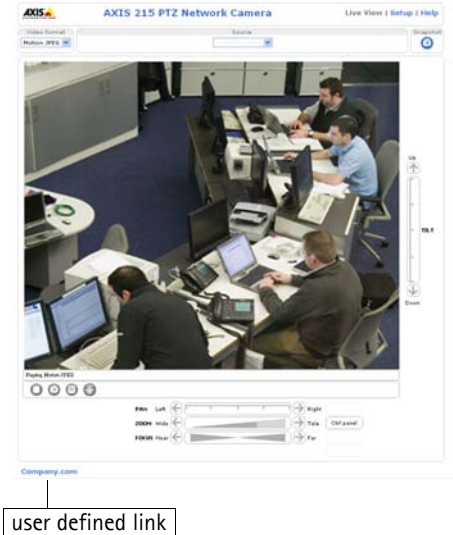 AXIS
AXIS 215 PTZ Network Camera
Live View | Setup | Help
Video format
Source
Snapshot
Motion JPEG
Up
TILT
Down
Playing Motion JPEG
PAN Left Right
ZOOM Wide Tele Ctrl panel
FOCUS Near Far
Company.com
user defined link